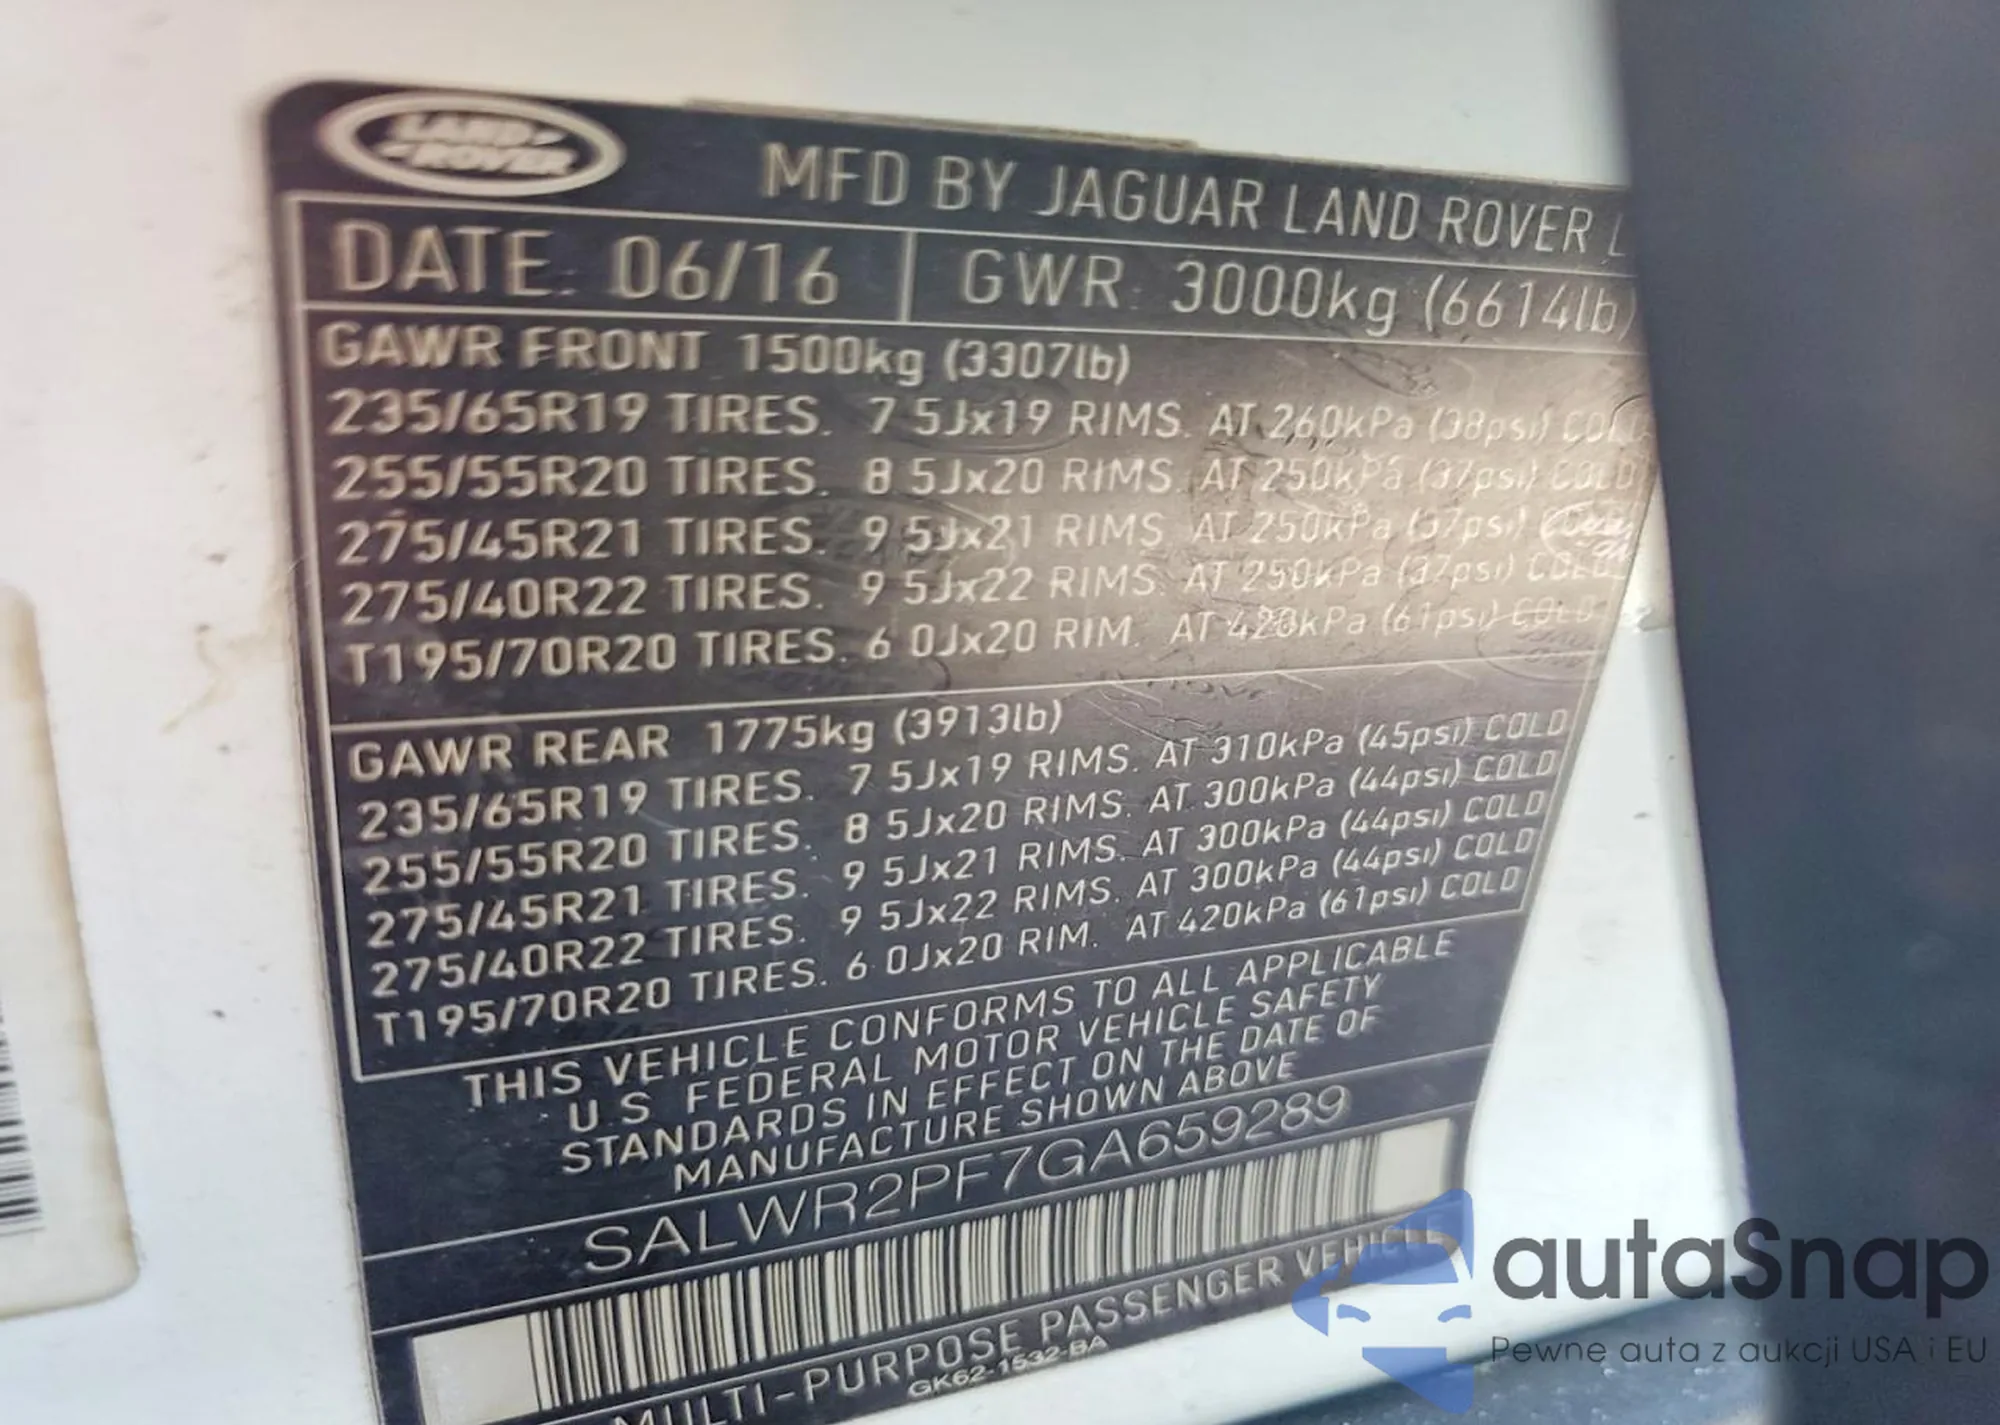 LAND
ROVER
MFD BY JAGUAR LAND ROVER L
DATE. 06/16 GWR 3000kg (6614lb)
GAWR FRONT 1500kg (3307lb)
235/65R19 TIRES. 7 5Jx19 RIMS. AT 260kPa (38psi) COLD
255/55R20 TIRES. 8 5Jx20 RIMS. AT 250kPa (37psi) COLD
275/45R21 TIRES. 9 5Jx21 RIMS AT 250kPa (37psi) COLD
275/40R22 TIRES. 9 5Jx22 RIMS. AT 250kPa (37psi) COLD
T195/70R20 TIRES. 6 0Jx20 RIM. AT 420kPa (61psi) COLD
GAWR REAR 1775kg (3913lb)
235/65R19 TIRES. 7 5Jx19 RIMS. AT 310kPa (45psi) COLD
255/55R20 TIRES. 8 5Jx20 RIMS. AT 300kPa (44psi) COLD
275/45R21 TIRES. 9 5Jx21 RIMS. AT 300kPa (44psi) COLD
275/40R22 TIRES. 9 5Jx22 RIMS. AT 300kPa (44psi) COLD
T195/70R20 TIRES. 6 0Jx20 RIM. AT 420kPa (61psi) COLD
THIS VEHICLE CONFORMS TO ALL APPLICABLE
U.S FEDERAL MOTOR VEHICLE SAFETY
STANDARDS IN EFFECT ON THE DATE OF
MANUFACTURE SHOWN ABOVE
SALWR2PF7GA659289
MULTI-PURPOSE PASSENGER VEHICLE
GK62-1532-BA
autaSnap
Pewne auta z aukcji USA i EU